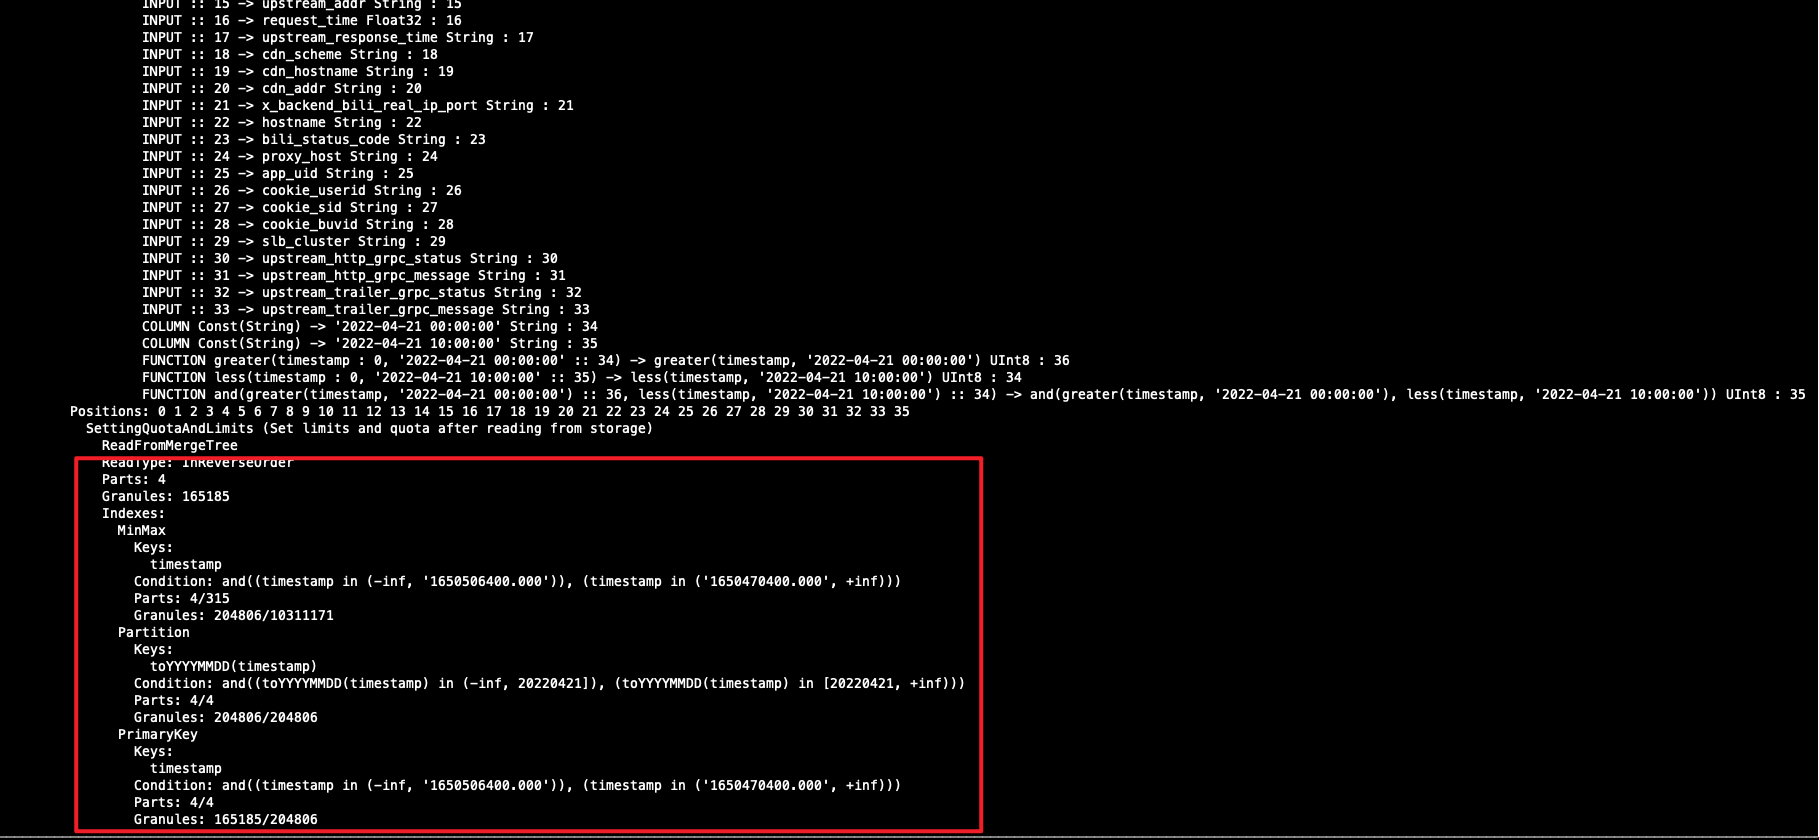 INPUT :: 15 -> upstream_addr String : 15
INPUT :: 16 -> request_time Float32 : 16
INPUT :: 17 -> upstream_response_time String : 17
INPUT :: 18 -> cdn_scheme String : 18
INPUT :: 19 -> cdn_hostname String : 19
INPUT :: 20 -> cdn_addr String : 20
INPUT :: 21 -> x_backend_bili_real_ip_port String : 21
INPUT :: 22 -> hostname String : 22
INPUT :: 23 -> bili_status_code String : 23
INPUT :: 24 -> proxy_host String : 24
INPUT :: 25 -> app_uid String : 25
INPUT :: 26 -> cookie_userid String : 26
INPUT :: 27 -> cookie_sid String : 27
INPUT :: 28 -> cookie_buvid String : 28
INPUT :: 29 -> slb_cluster String : 29
INPUT :: 30 -> upstream_http_grpc_status String : 30
INPUT :: 31 -> upstream_http_grpc_message String : 31
INPUT :: 32 -> upstream_trailer_grpc_status String : 32
INPUT :: 33 -> upstream_trailer_grpc_message String : 33
COLUMN Const(String) -> '2022-04-21 00:00:00' String : 34
COLUMN Const(String) -> '2022-04-21 10:00:00' String : 35
FUNCTION greater(timestamp : 0, '2022-04-21 00:00:00' :: 34) -> greater(timestamp, '2022-04-21 00:00:00') UInt8 : 36
FUNCTION less(timestamp : 0, '2022-04-21 10:00:00' :: 35) -> less(timestamp, '2022-04-21 10:00:00') UInt8 : 34
FUNCTION and(greater(timestamp, '2022-04-21 00:00:00') :: 36, less(timestamp, '2022-04-21 10:00:00') :: 34) -> and(greater(timestamp, '2022-04-21 00:00:00'), less(timestamp, '2022-04-21 10:00:00')) UInt8 : 35
Positions: 0 1 2 3 4 5 6 7 8 9 10 11 12 13 14 15 16 17 18 19 20 21 22 23 24 25 26 27 28 29 30 31 32 33 35
SettingQuotaAndLimits (Set limits and quota after reading from storage)
ReadFromMergeTree
ReadType: InReverseOrder
Parts: 4
Granules: 165185
Indexes:
MinMax
Keys:
timestamp
Condition: and((timestamp in (-inf, '1650506400.000')), (timestamp in ('1650470400.000', +inf)))
Parts: 4/315
Granules: 204806/10311171
Partition
Keys:
toYYYYMMDD(timestamp)
Condition: and((toYYYYMMDD(timestamp) in (-inf, 20220421]), (toYYYYMMDD(timestamp) in [20220421, +inf)))
Parts: 4/4
Granules: 204806/204806
PrimaryKey
Keys:
timestamp
Condition: and((timestamp in (-inf, '1650506400.000')), (timestamp in ('1650470400.000', +inf)))
Parts: 4/4
Granules: 165185/204806